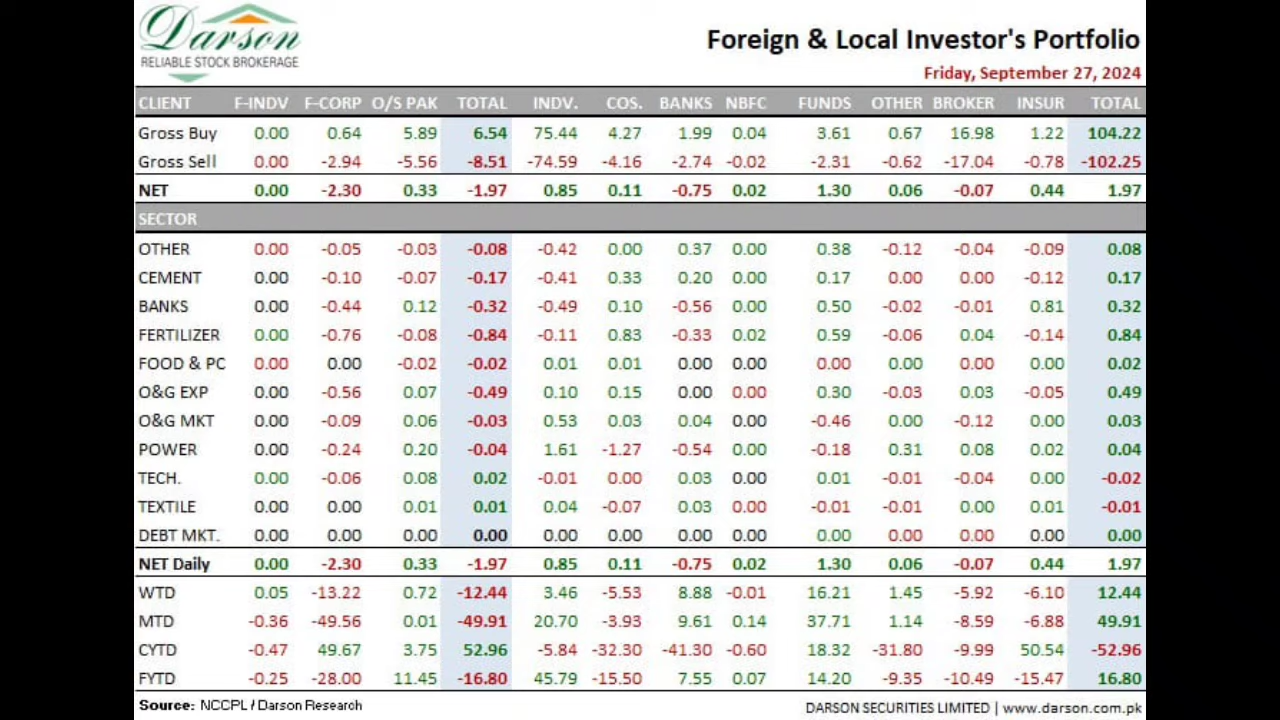 Darson
RELIABLE STOCK BROKERAGE
Foreign & Local Investor's Portfolio
Friday, September 27, 2024
CLIENT F-INDV F-CORP O/S PAK TOTAL INDV. COS. BANKS NBFC FUNDS OTHER BROKER INSUR TOTAL
Gross Buy 0.00 0.64 5.89 6.54 75.44 4.27 1.99 0.04 3.61 0.67 16.98 1.22 104.22
Gross Sell 0.00 -2.94 -5.56 -8.51 -74.59 -4.16 -2.74 -0.02 -2.31 -0.62 -17.04 -0.78 -102.25
NET 0.00 -2.30 0.33 -1.97 0.85 0.11 -0.75 0.02 1.30 0.06 -0.07 0.44 1.97
SECTOR
OTHER 0.00 -0.05 -0.03 -0.08 -0.42 0.00 0.37 0.00 0.38 -0.12 -0.04 -0.09 0.08
CEMENT 0.00 -0.10 -0.07 -0.17 -0.41 0.33 0.20 0.00 0.17 0.00 0.00 -0.12 0.17
BANKS 0.00 -0.44 0.12 -0.32 -0.49 0.10 -0.56 0.00 0.50 -0.02 -0.01 0.81 0.32
FERTILIZER 0.00 -0.76 -0.08 -0.84 -0.11 0.83 -0.33 0.02 0.59 -0.06 0.04 -0.14 0.84
FOOD & PC 0.00 0.00 -0.02 -0.02 0.01 0.01 0.00 0.00 0.00 0.00 0.00 0.00 0.02
O&G EXP 0.00 -0.56 0.07 -0.49 0.10 0.15 0.00 0.00 0.30 -0.03 0.03 -0.05 0.49
O&G MKT 0.00 -0.09 0.06 -0.03 0.53 0.03 0.04 0.00 -0.46 0.00 -0.12 0.00 0.03
POWER 0.00 -0.24 0.20 -0.04 1.61 -1.27 -0.54 0.00 -0.18 0.31 0.08 0.02 0.04
TECH. 0.00 -0.06 0.08 0.02 -0.01 0.00 0.03 0.00 0.01 -0.01 -0.04 0.00 -0.02
TEXTILE 0.00 0.00 0.01 0.01 0.04 -0.07 0.03 0.00 -0.01 -0.01 0.00 0.01 -0.01
DEBT MKT. 0.00 0.00 0.00 0.00 0.00 0.00 0.00 0.00 0.00 0.00 0.00 0.00 0.00
NET Daily 0.00 -2.30 0.33 -1.97 0.85 0.11 -0.75 0.02 1.30 0.06 -0.07 0.44 1.97
WTD 0.05 -13.22 0.72 -12.44 3.46 -5.53 8.88 -0.01 16.21 1.45 -5.92 -6.10 12.44
MTD -0.36 -49.56 0.01 -49.91 20.70 -3.93 9.61 0.14 37.71 1.14 -8.59 -6.88 49.91
CYTD -0.47 49.67 3.75 52.96 -5.84 -32.30 -41.30 -0.60 18.32 -31.80 -9.99 50.54 -52.96
FYTD -0.25 -28.00 11.45 -16.80 45.79 -15.50 7.55 0.07 14.20 -9.35 -10.49 -15.47 16.80
Source: NCCPL / Darson Research
DARSON SECURITIES LIMITED | www.darson.com.pk